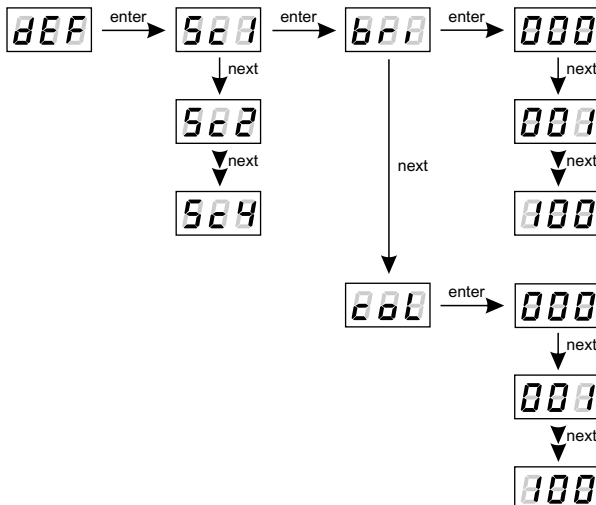 dEF enter Sc1 enter bri enter 000
next next
Sc2 001
next next next
Sc4 100
coL enter 000
next
001
next
100